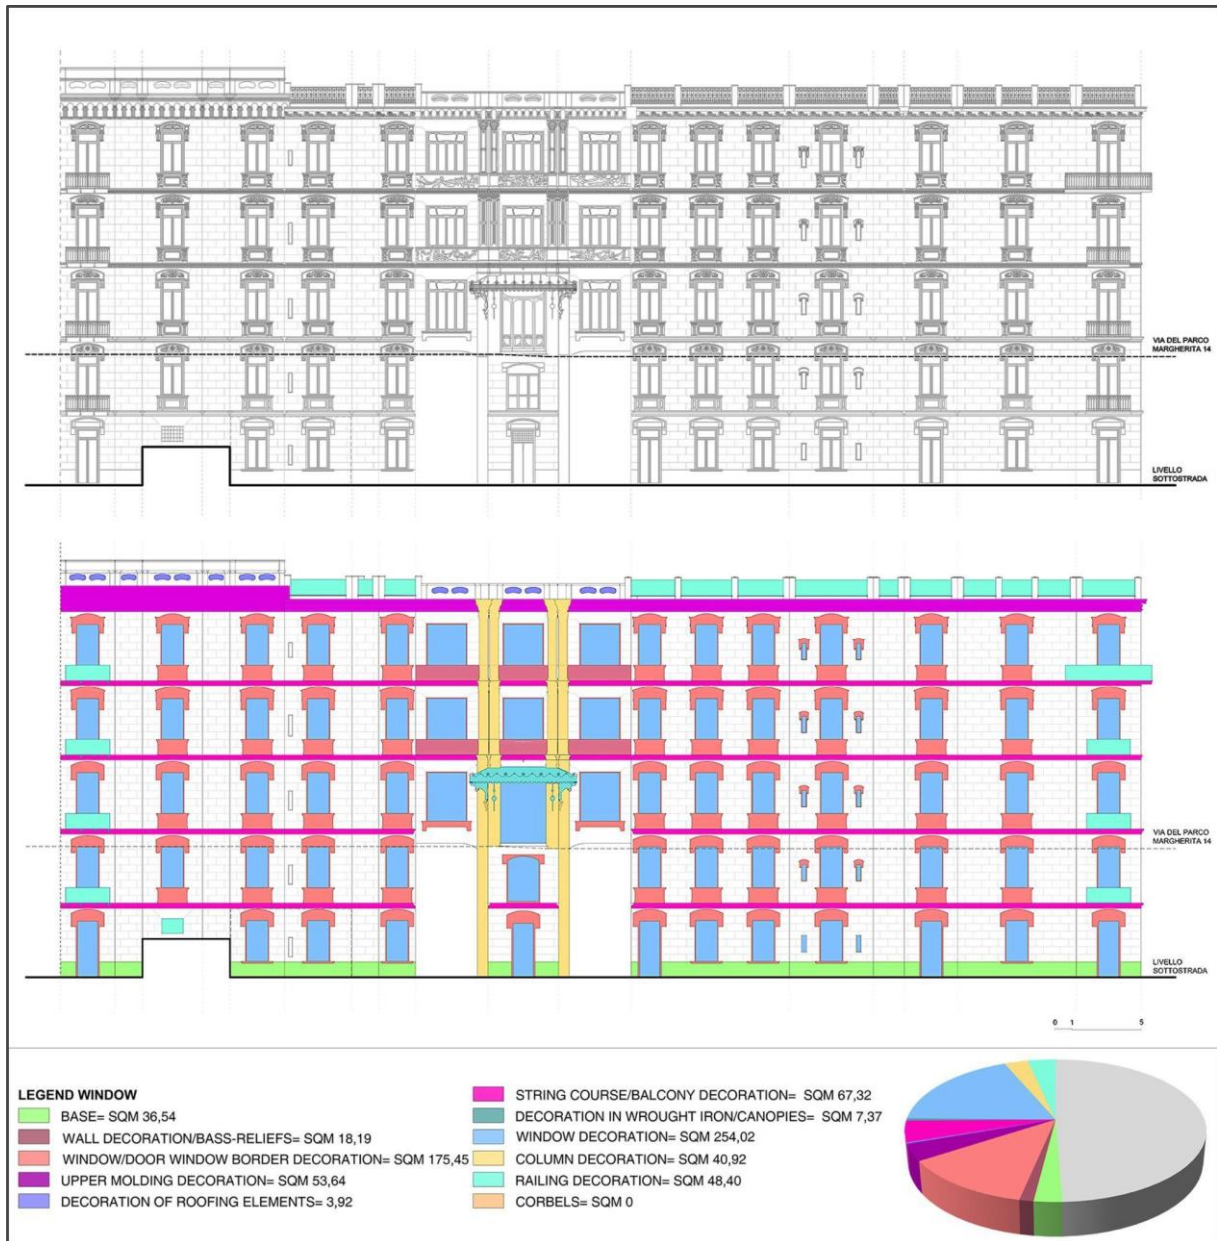 VIA DEL PARCO
MARGHERITA 14
LIVELLO
SOTTOSTRADA
VIA DEL PARCO
MARGHERITA 14
LIVELLO
SOTTOSTRADA
0 1 5
LEGEND WINDOW
BASE= SQM 36,54
WALL DECORATION/BASS-RELIEFS= SQM 18,19
WINDOW/DOOR WINDOW BORDER DECORATION= SQM 175,45
UPPER MOLDING DECORATION= SQM 53,64
DECORATION OF ROOFING ELEMENTS= 3,92
STRING COURSE/BALCONY DECORATION= SQM 67,32
DECORATION IN WROUGHT IRON/CANOPIES= SQM 7,37
WINDOW DECORATION= SQM 254,02
COLUMN DECORATION= SQM 40,92
RAILING DECORATION= SQM 48,40
CORBELS= SQM 0